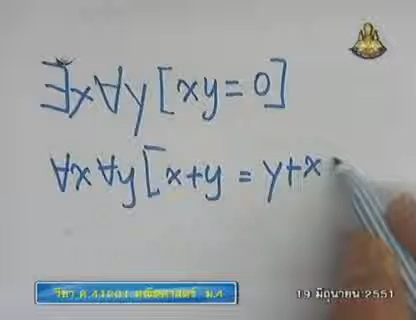 ∃x∀y[xy=0]
∀x∀y[x+y = y+x
วิชา ค.41201 คณิตศาสตร์ ม.4
19 มิถุนายน 2551